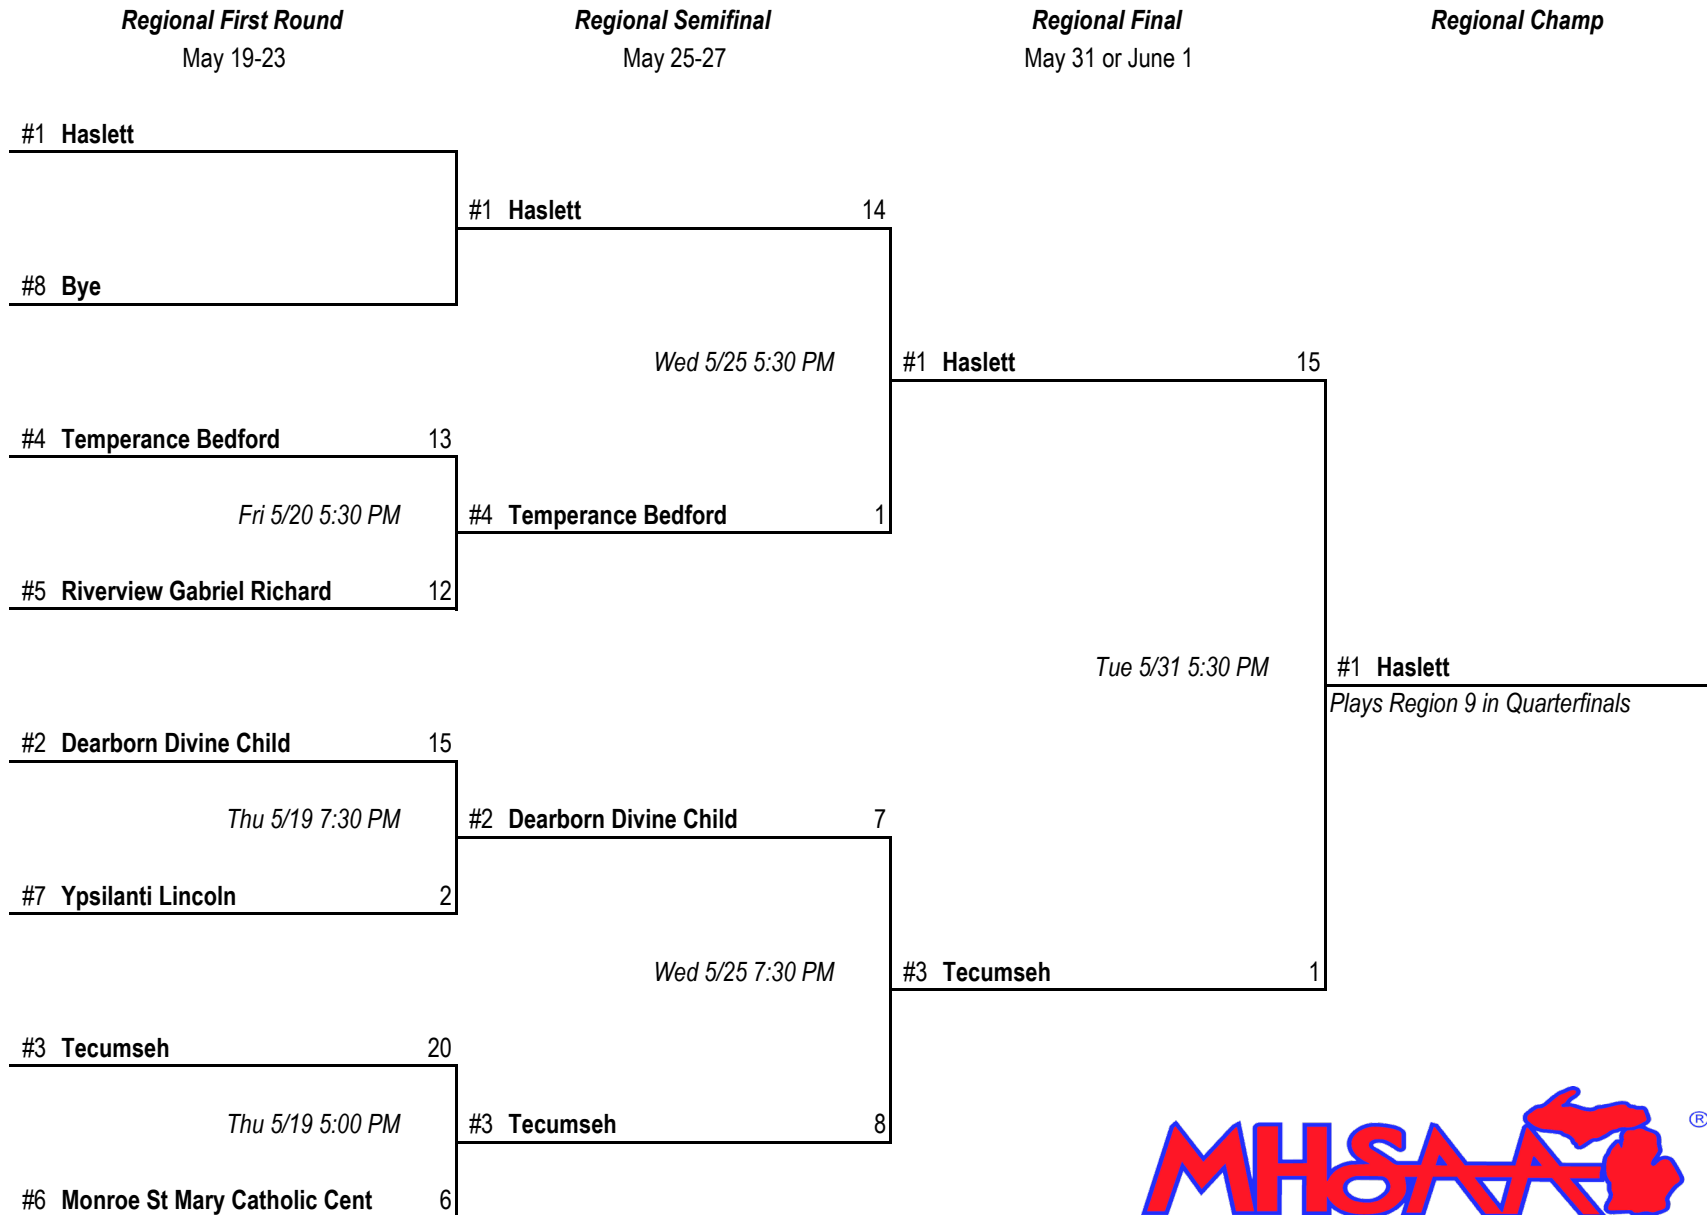 Regional First Round Regional Semifinal Regional Final Regional Champ
May 19-23 May 25-27 May 31 or June 1
#1 Haslett
#1 Haslett 14
#8 Bye
Wed 5/25 5:30 PM #1 Haslett 15
#4 Temperance Bedford 13
Fri 5/20 5:30 PM #4 Temperance Bedford 1
#5 Riverview Gabriel Richard 12
Tue 5/31 5:30 PM #1 Haslett
Plays Region 9 in Quarterfinals
#2 Dearborn Divine Child 15
Thu 5/19 7:30 PM #2 Dearborn Divine Child 7
#7 Ypsilanti Lincoln 2
Wed 5/25 7:30 PM #3 Tecumseh 1
#3 Tecumseh 20
Thu 5/19 5:00 PM #3 Tecumseh 8
MHSAA ®
#6 Monroe St Mary Catholic Cent 6